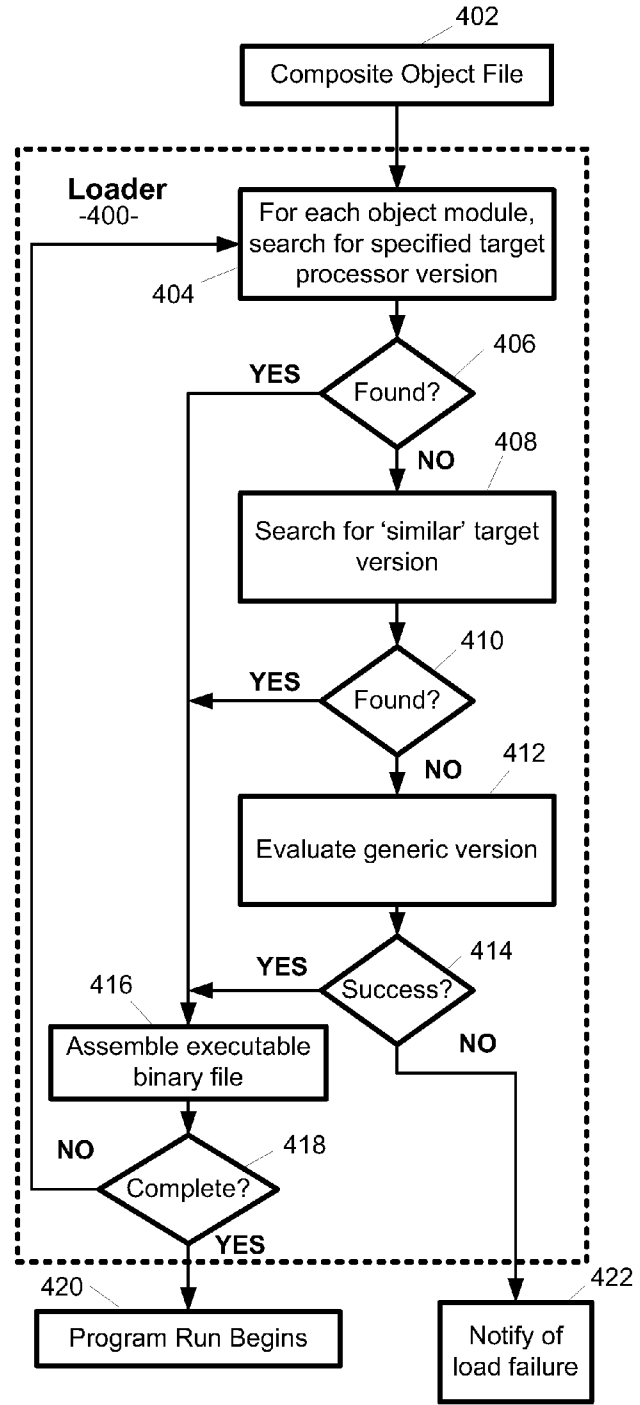 402
Composite Object File
Loader
-400-
For each object module,
search for specified target
processor version
404
406
YES
Found?
NO
408
Search for ‘similar’ target
version
410
YES
Found?
NO
412
Evaluate generic version
414
YES
Success?
NO
416
Assemble executable
binary file
NO
418
Complete?
YES
420
Program Run Begins
422
Notify of
load failure